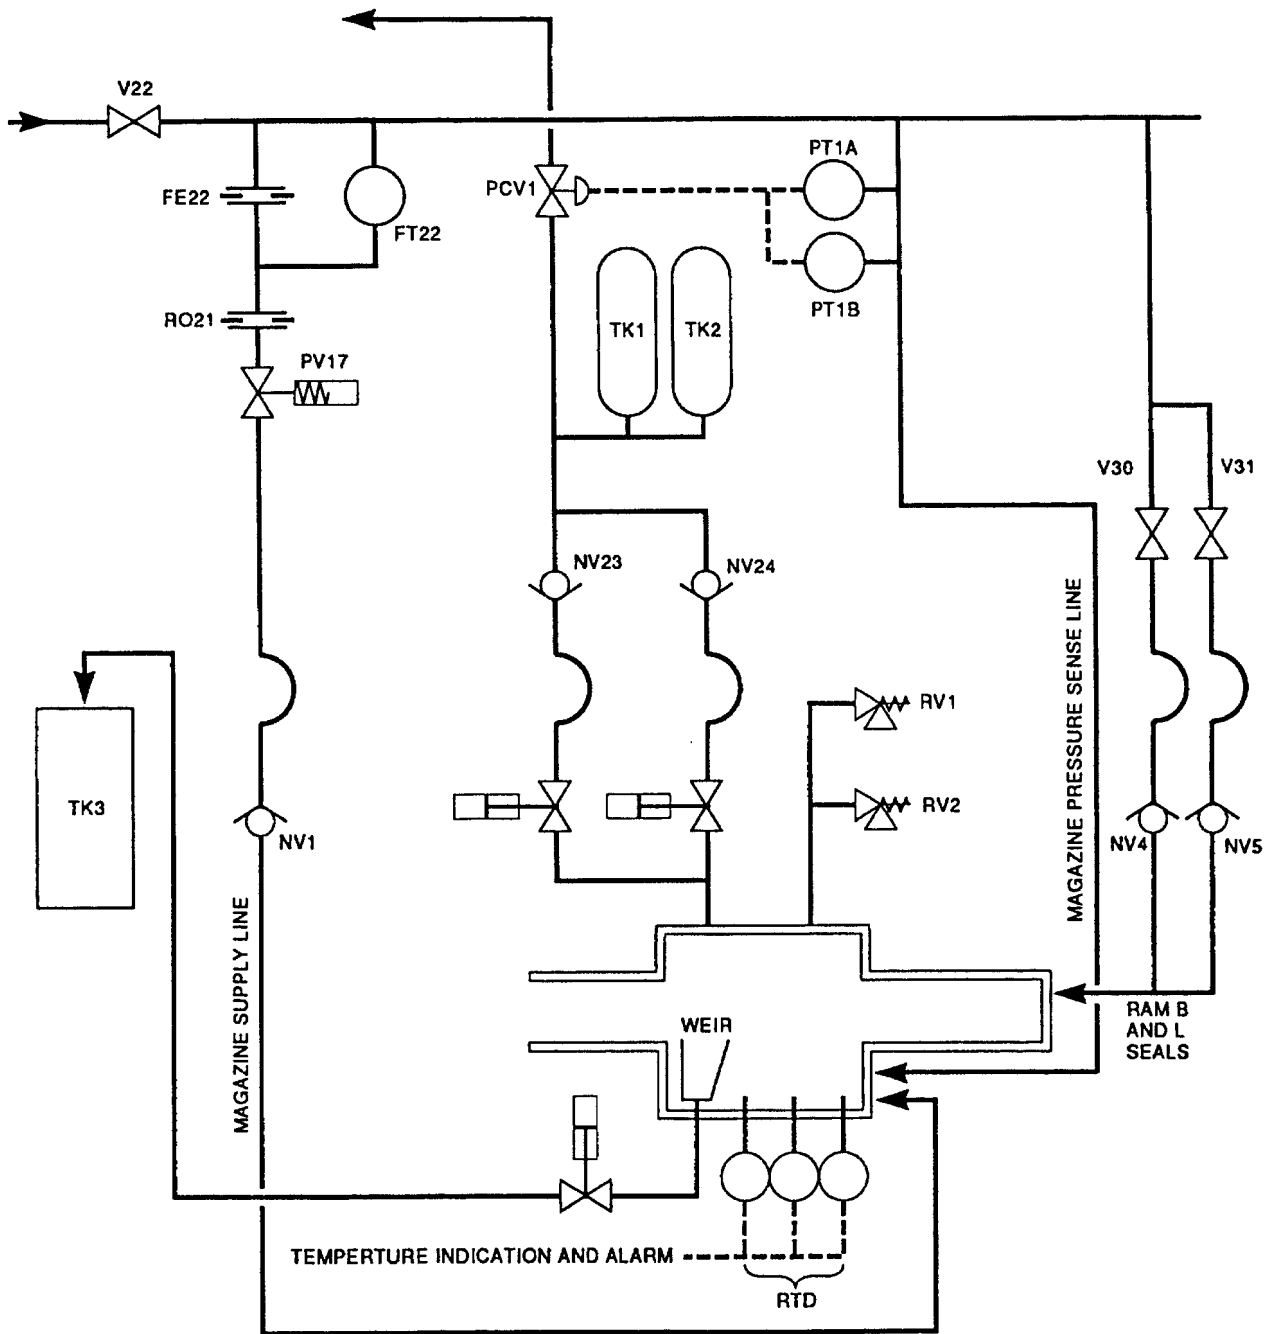 V22
PT1A
PCV1
FE22
FT22
PT1B
RO21
TK1
TK2
PV17
V30
V31
NV23
NV24
MAGAZINE PRESSURE SENSE LINE
RV1
TK3
RV2
NV1
NV4
NV5
MAGAZINE SUPPLY LINE
WEIR
RAM B
AND L
SEALS
TEMPERTURE INDICATION AND ALARM
RTD